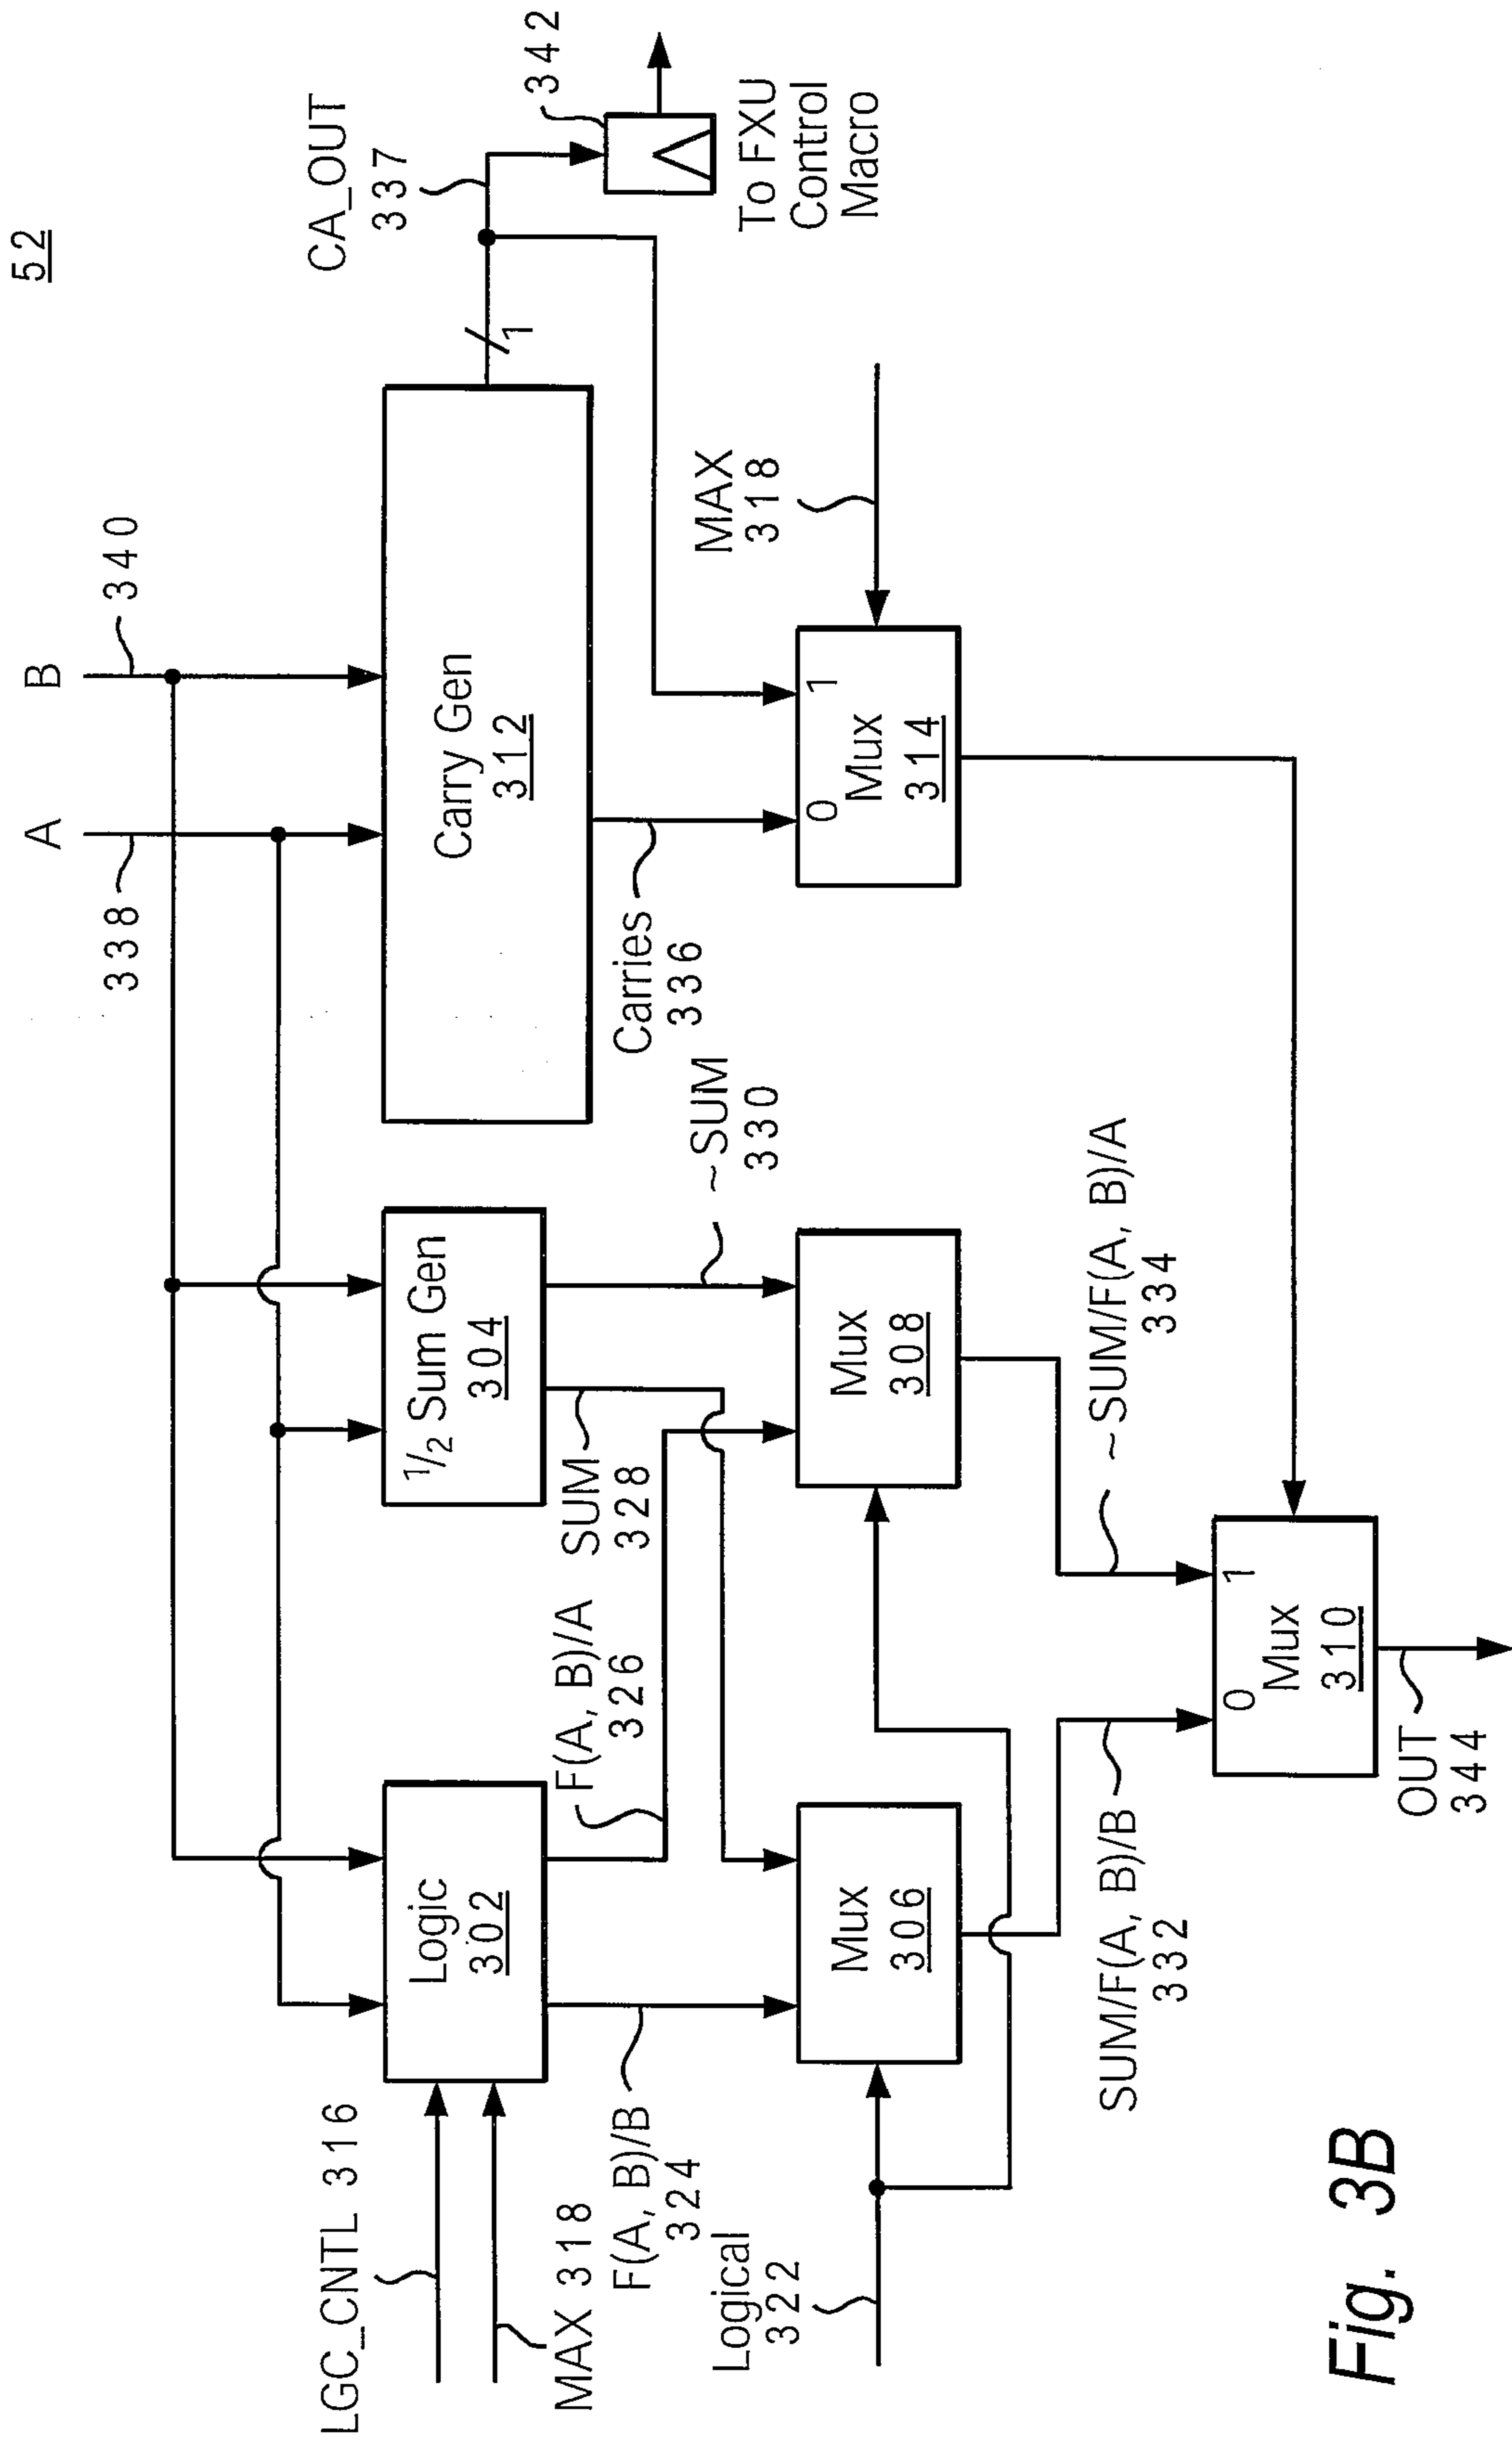 52
A
B
338
340
CA_OUT
337
342
To FXU
Control
Macro
1
LGC_CNTL 316
MAX 318
Logic
302
1/2 Sum Gen
304
Carry Gen
312
F(A, B)/B
324
F(A, B)/A
326
SUM
328
~SUM
330
Carries
336
MAX
318
Logical
322
Mux
306
Mux
308
0
1
Mux
314
SUM/F(A, B)/B
332
~SUM/F(A, B)/A
334
0
1
Mux
310
OUT
344
Fig. 3B